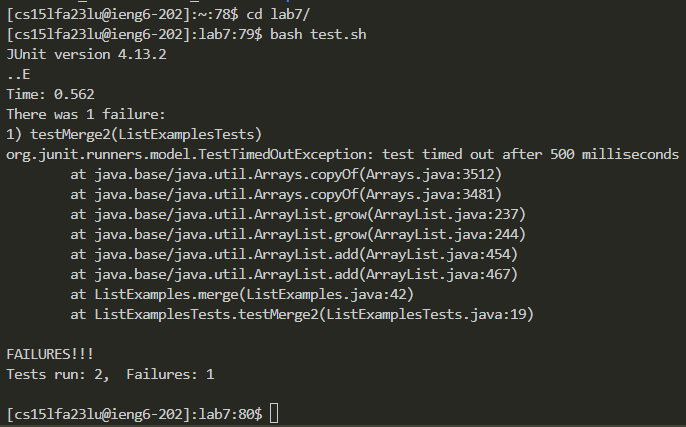 [cs15lfa23lu@ieng6-202]:~:78$ cd lab7/
[cs15lfa23lu@ieng6-202]:lab7:79$ bash test.sh
JUnit version 4.13.2
..E
Time: 0.562
There was 1 failure:
1) testMerge2(ListExamplesTests)
org.junit.runners.model.TestTimedOutException: test timed out after 500 milliseconds
        at java.base/java.util.Arrays.copyOf(Arrays.java:3512)
        at java.base/java.util.Arrays.copyOf(Arrays.java:3481)
        at java.base/java.util.ArrayList.grow(ArrayList.java:237)
        at java.base/java.util.ArrayList.grow(ArrayList.java:244)
        at java.base/java.util.ArrayList.add(ArrayList.java:454)
        at java.base/java.util.ArrayList.add(ArrayList.java:467)
        at ListExamples.merge(ListExamples.java:42)
        at ListExamplesTests.testMerge2(ListExamplesTests.java:19)

FAILURES!!!
Tests run: 2,  Failures: 1

[cs15lfa23lu@ieng6-202]:lab7:80$